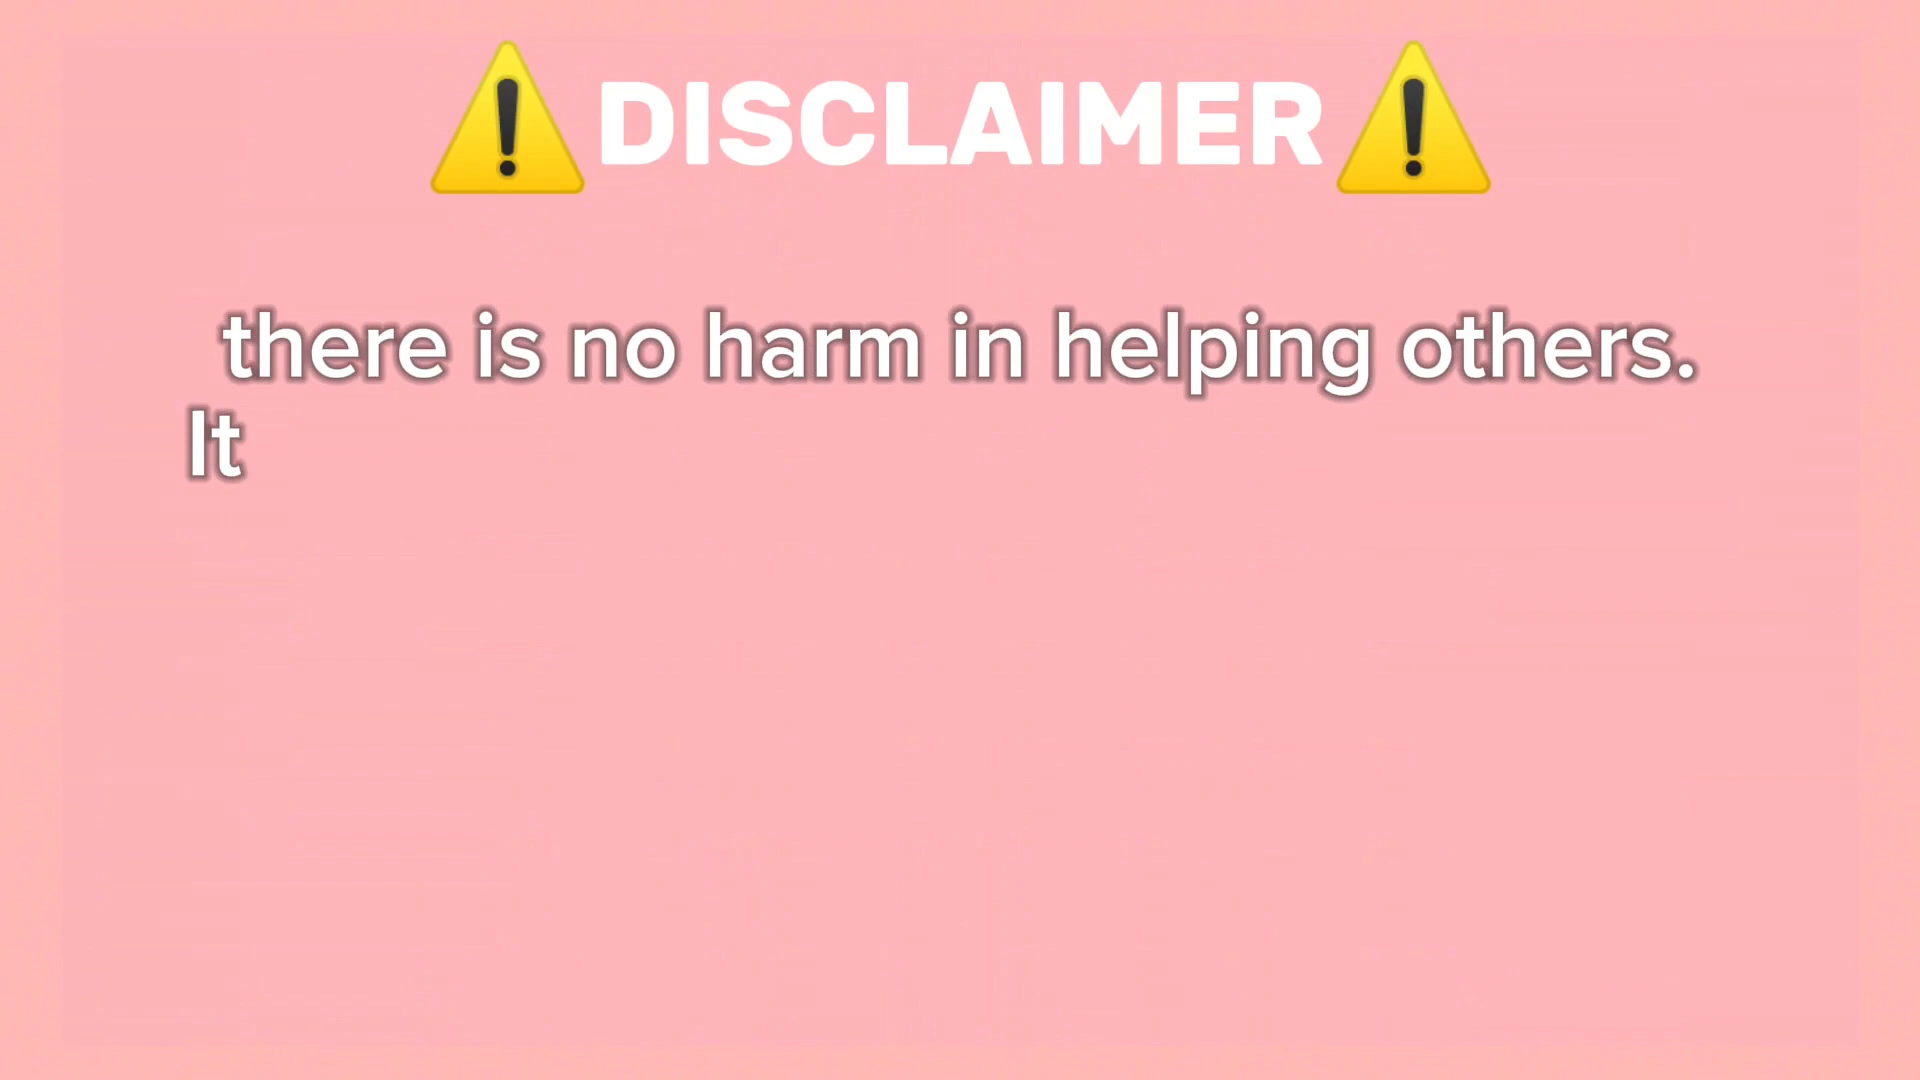 ⚠️DISCLAIMER⚠️
there is no harm in helping others.
It